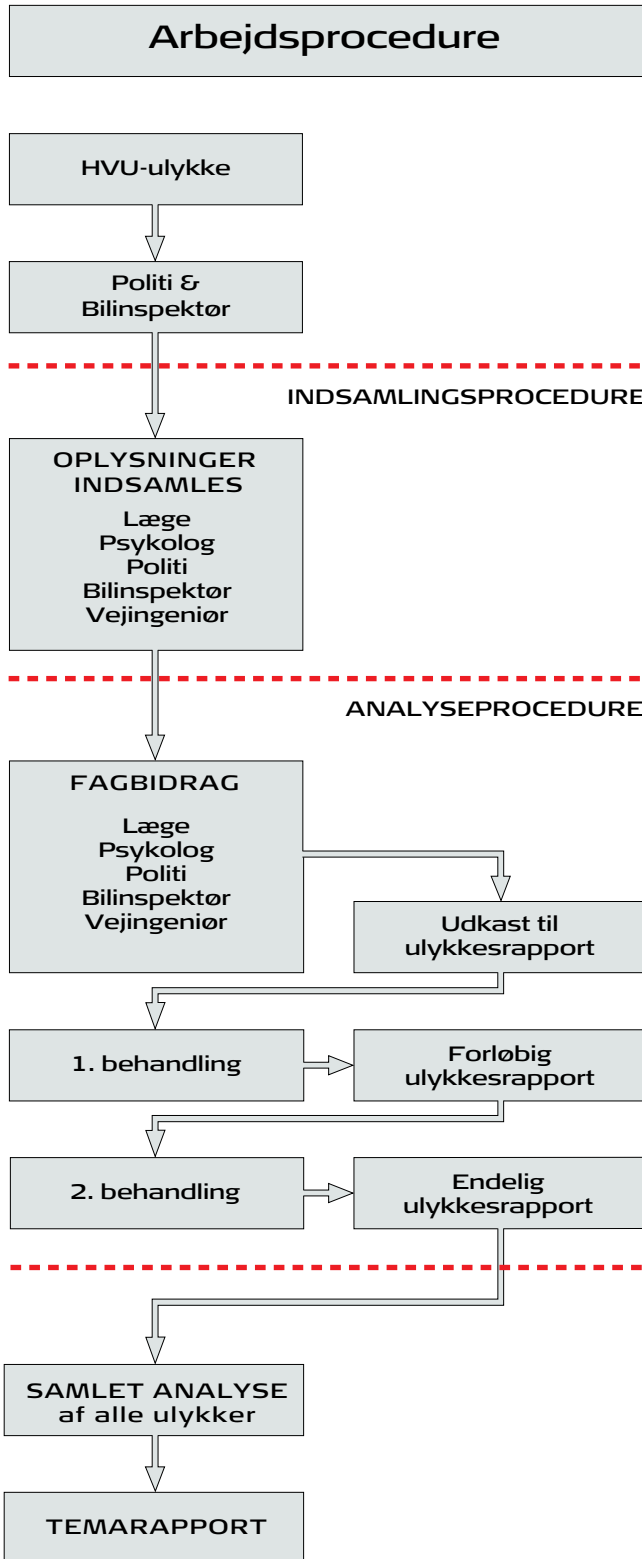 Arbejdsprocedure
HVU-ulykke
Politi &
Bilinspektør
INDSAMLINGSPROCEDURE
OPLYSNINGER
INDSAMLES
Læge
Psykolog
Politi
Bilinspektør
Vejingeniør
ANALYSEPROCEDURE
FAGBIDRAG
Læge
Psykolog
Politi
Bilinspektør
Vejingeniør
Udkast til
ulykkesrapport
1. behandling
Forløbig
ulykkesrapport
2. behandling
Endelig
ulykkesrapport
SAMLET ANALYSE
af alle ulykker
TEMARAPPORT